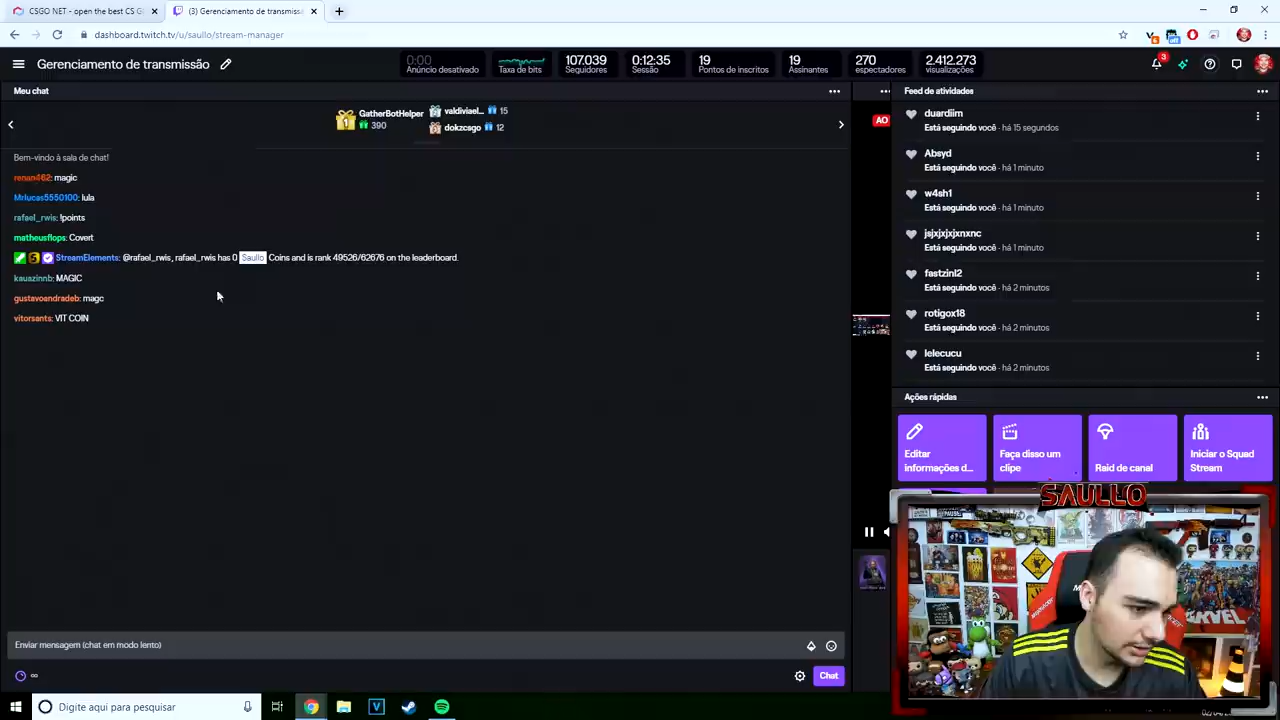 CSGO NET - open the best CS G
(3) Gerenciamento de transmiss
dashboard.twitch.tv/u/saullo/stream-manager
Gerenciamento de transmissão
0:00
Anúncio desativado
Taxa de bits
107.039
Seguidores
0:12:35
Sessão
19
Pontos de inscritos
19
Assinantes
270
espectadores
2.412.273
visualizações
3
Meu chat
GatherBotHelper
390
valdiviael... 15
dokzcsgo 12
Bem-vindo à sala de chat!
renan462: magic
Mrlucas5550100: lula
rafael_rwis: !points
matheusflops: Covert
StreamElements: @rafael_rwis, rafael_rwis has 0 Saullo Coins and is rank 49526/62676 on the leaderboard.
kauazinnb: MAGIC
gustavoandradeb: magc
vitorsants: VIT COIN
Enviar mensagem (chat em modo lento)
Chat
AO
Feed de atividades
duardiim
Está seguindo você · há 15 segundos
Absyd
Está seguindo você · há 1 minuto
w4sh1
Está seguindo você · há 1 minuto
jsjxjxjxnxnc
Está seguindo você · há 1 minuto
fastzinl2
Está seguindo você · há 2 minutos
rotigox18
Está seguindo você · há 2 minutos
lelecucu
Está seguindo você · há 2 minutos
Ações rápidas
Editar
informações d...
Faça disso um
clipe
Raid de canal
Iniciar o Squad
Stream
SAULLO
MARVEL
Digite aqui para pesquisar